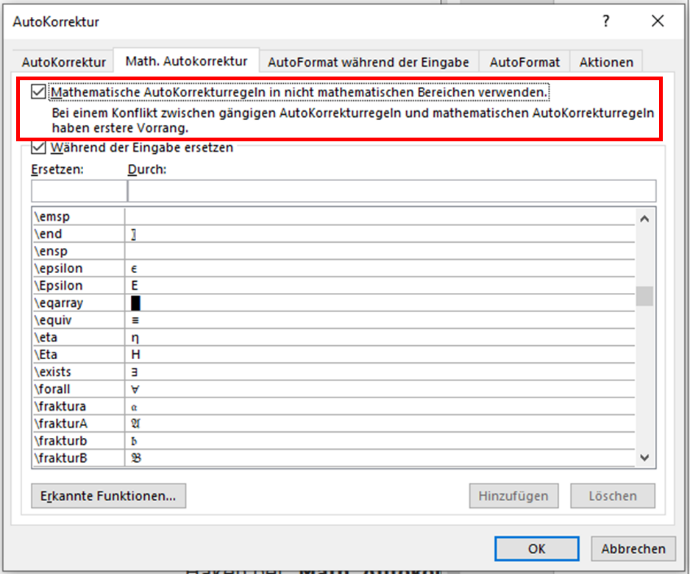 AutoKorrektur ? ×
AutoKorrektur Math. Autokorrektur AutoFormat während der Eingabe AutoFormat Aktionen
Mathematische AutoKorrekturregeln in nicht mathematischen Bereichen verwenden.
Bei einem Konflikt zwischen gängigen AutoKorrekturregeln und mathematischen AutoKorrekturregeln
haben erstere Vorrang.
Während der Eingabe ersetzen
Ersetzen: Durch:
\emsp
\end 〛
\ensp
\epsilon ϵ
\Epsilon Ε
\eqarray █
\equiv ≡
\eta η
\Eta Η
\exists ∃
\forall ∀
\fraktura 𝔞
\frakturA 𝔄
\frakturb 𝔟
\frakturB 𝔅
Erkannte Funktionen... Hinzufügen Löschen
OK Abbrechen